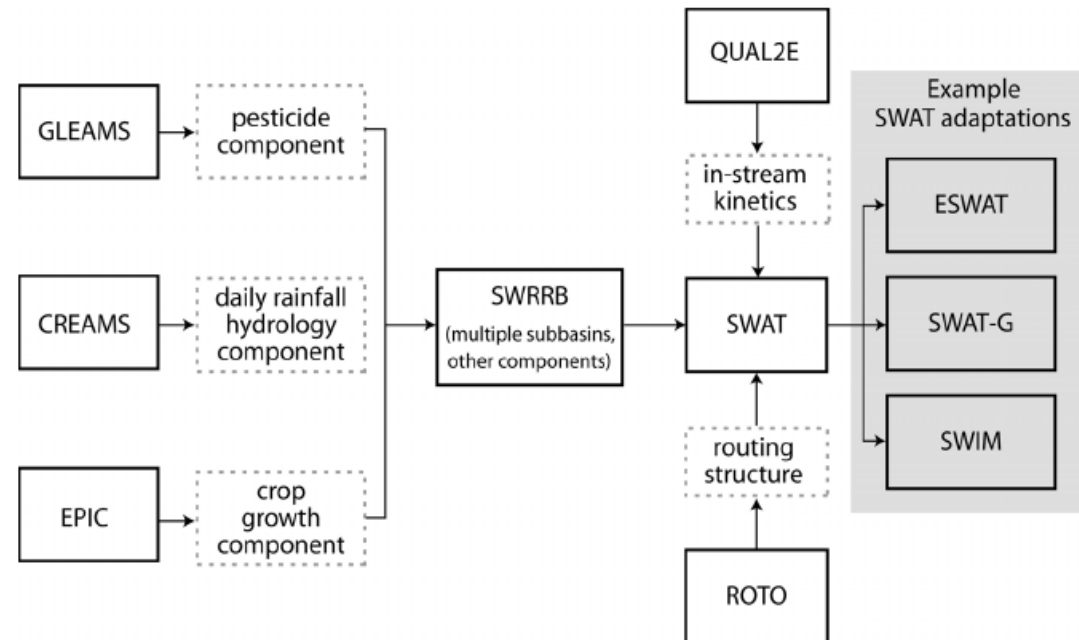 QUAL2E
Example
SWAT adaptations
GLEAMS
pesticide
component
in-stream
kinetics
ESWAT
CREAMS
daily rainfall
hydrology
component
SWRRB
(multiple subbasins,
other components)
SWAT
SWAT-G
routing
structure
SWIM
EPIC
crop
growth
component
ROTO